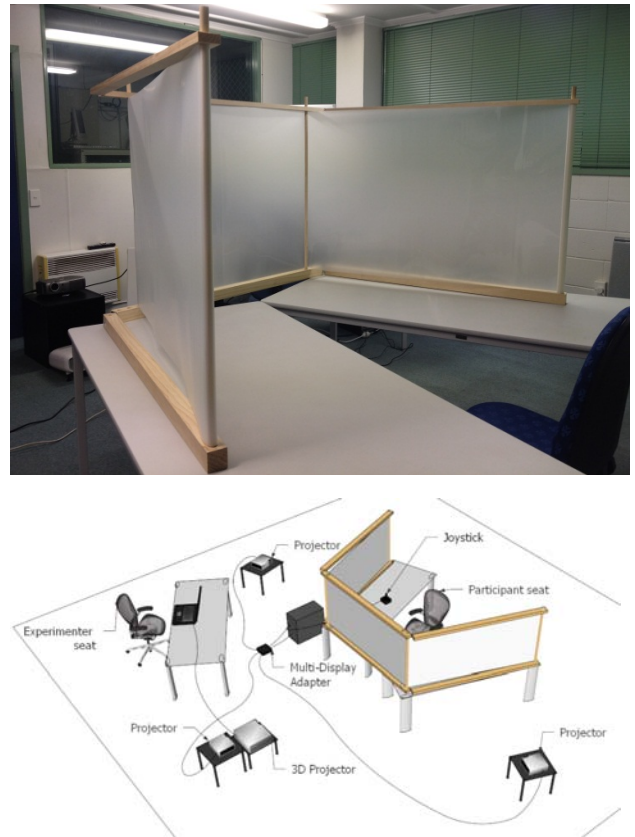 Projector
Joystick
Experimenter
seat
Participant seat
Multi-Display
Adapter
Projector
3D Projector
Projector